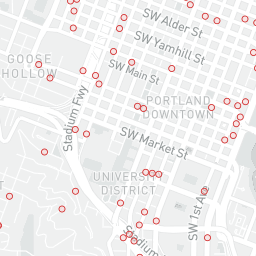 SW Alder St
SW Yamhill St
GOOSE
HOLLOW
SW Main St
Stadium Fwy
PORTLAND
DOWNTOWN
SW Market St
UNIVERSITY
DISTRICT
SW 1st Ave
Stadium